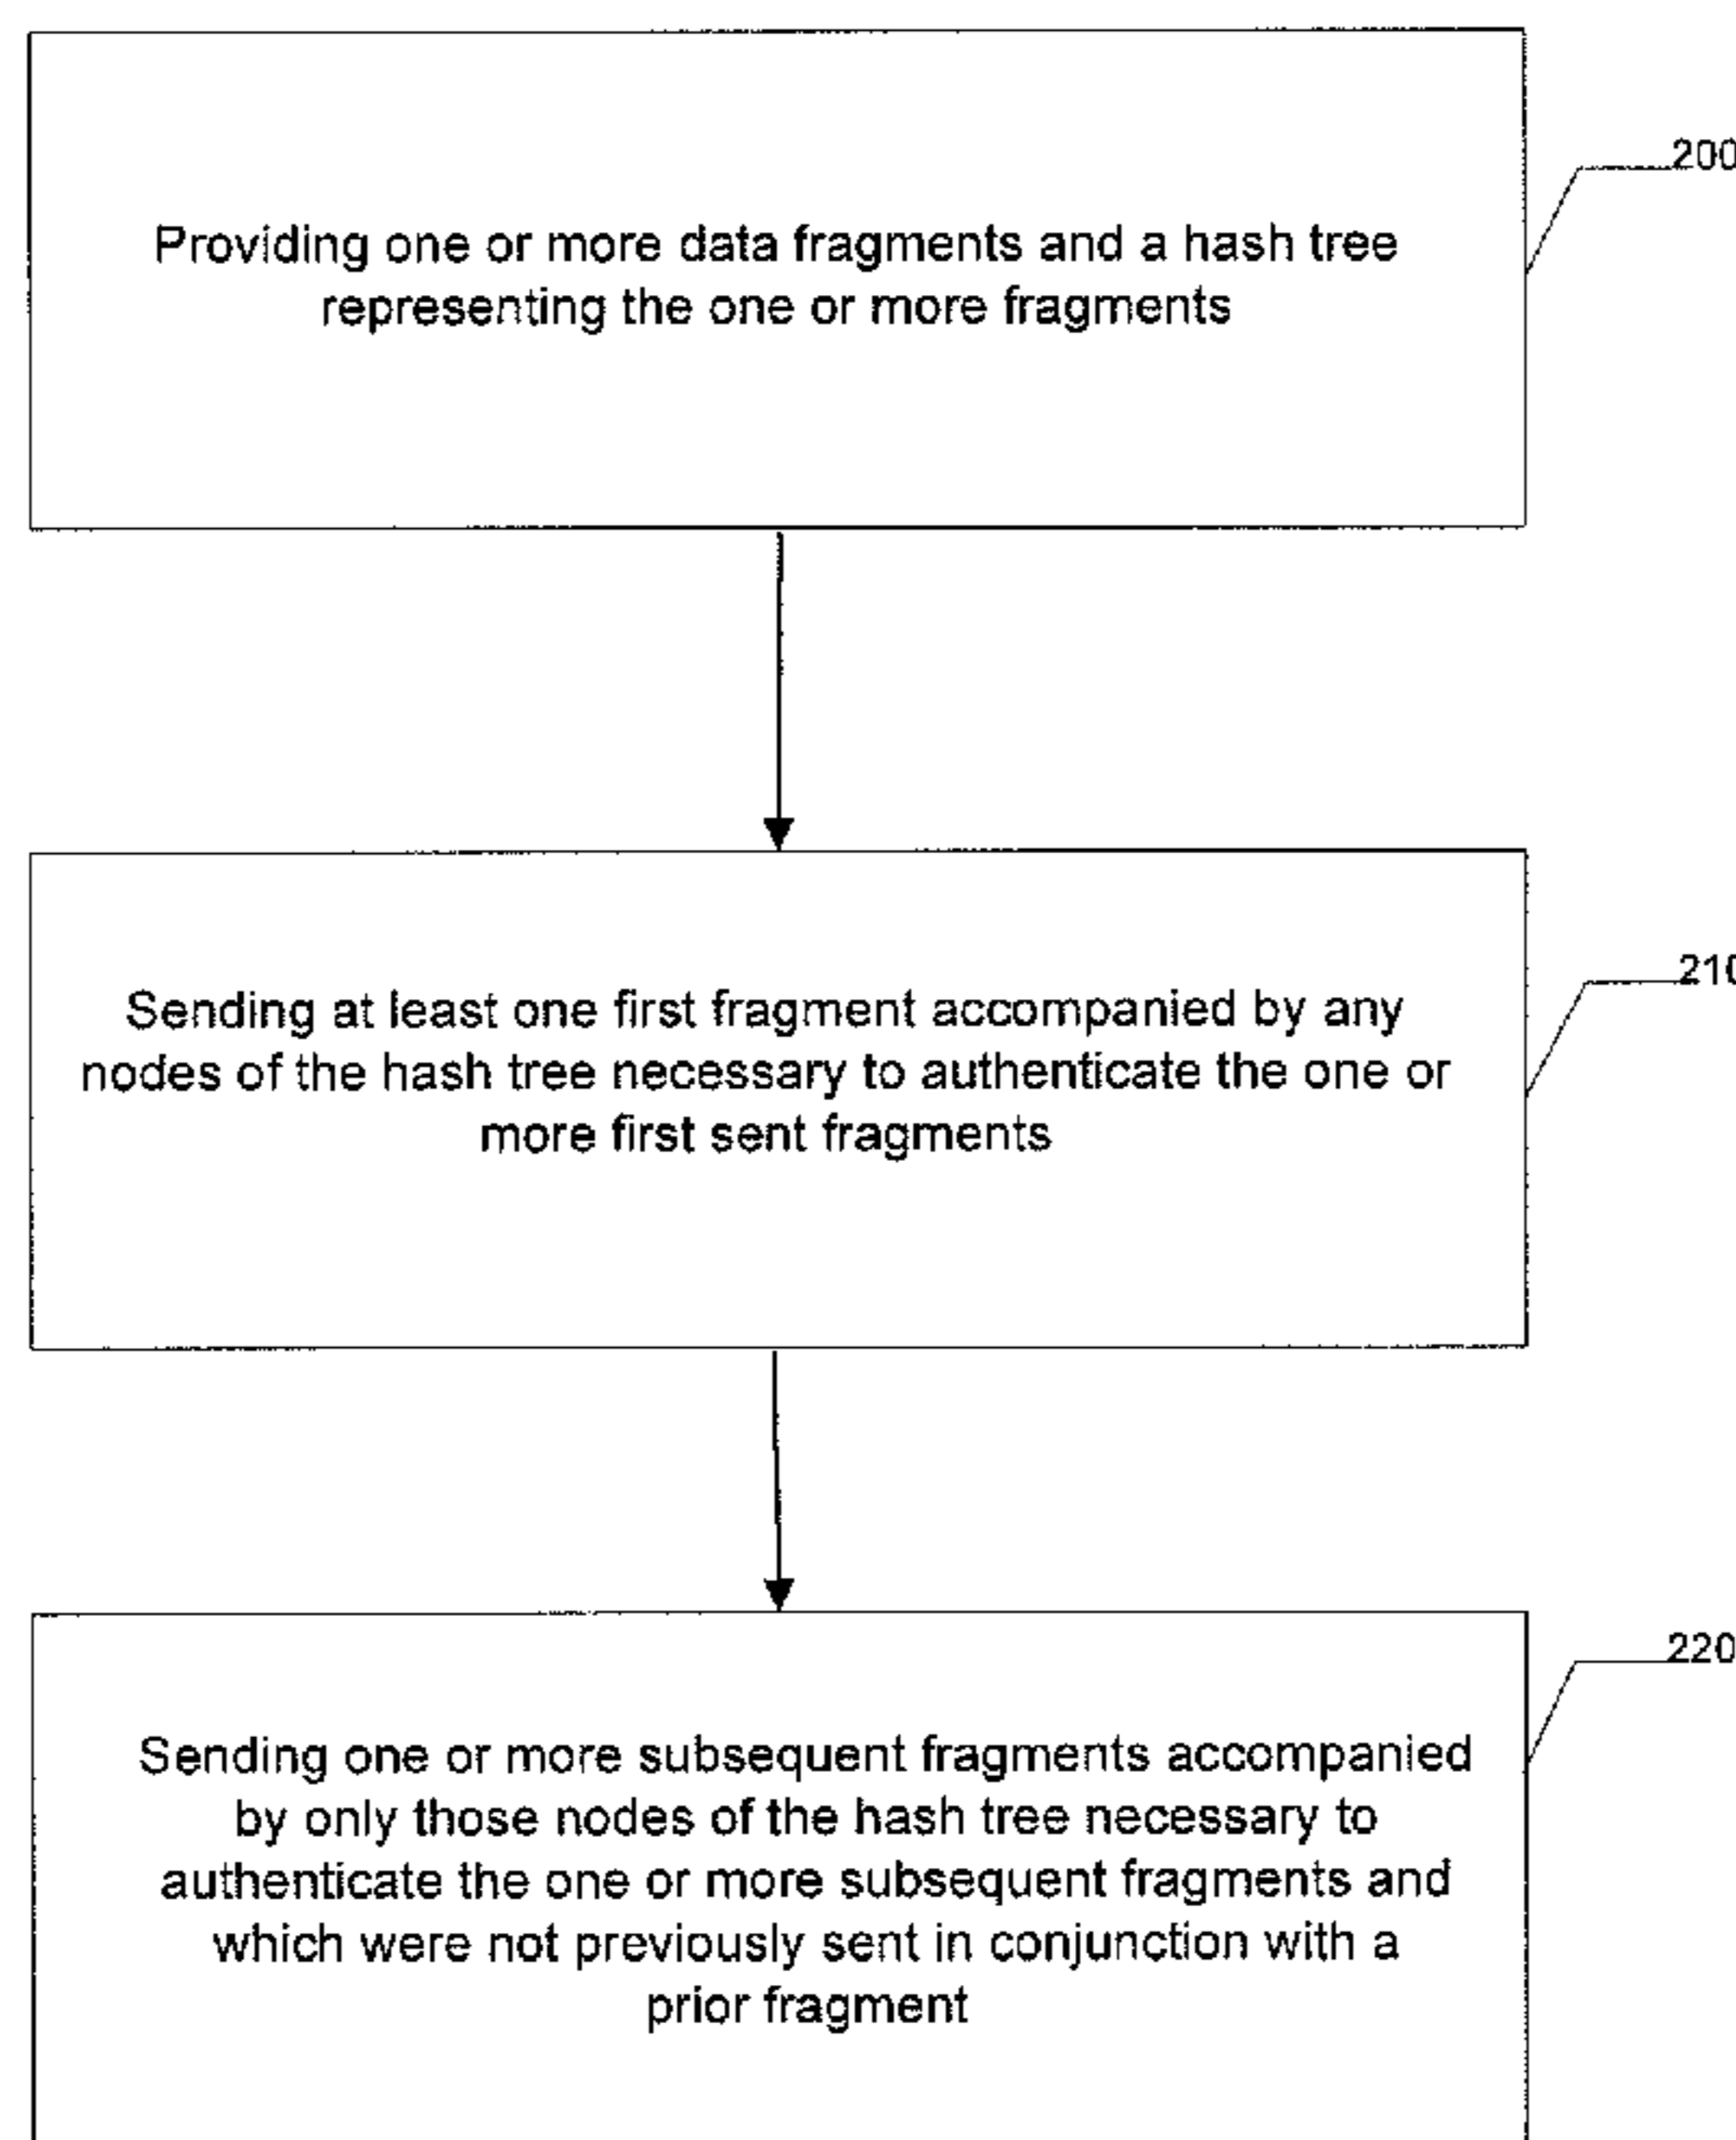 200
Providing one or more data fragments and a hash tree
representing the one or more fragments
210
Sending at least one first fragment accompanied by any
nodes of the hash tree necessary to authenticate the one or
more first sent fragments
220
Sending one or more subsequent fragments accompanied
by only those nodes of the hash tree necessary to
authenticate the one or more subsequent fragments and
which were not previously sent in conjunction with a
prior fragment